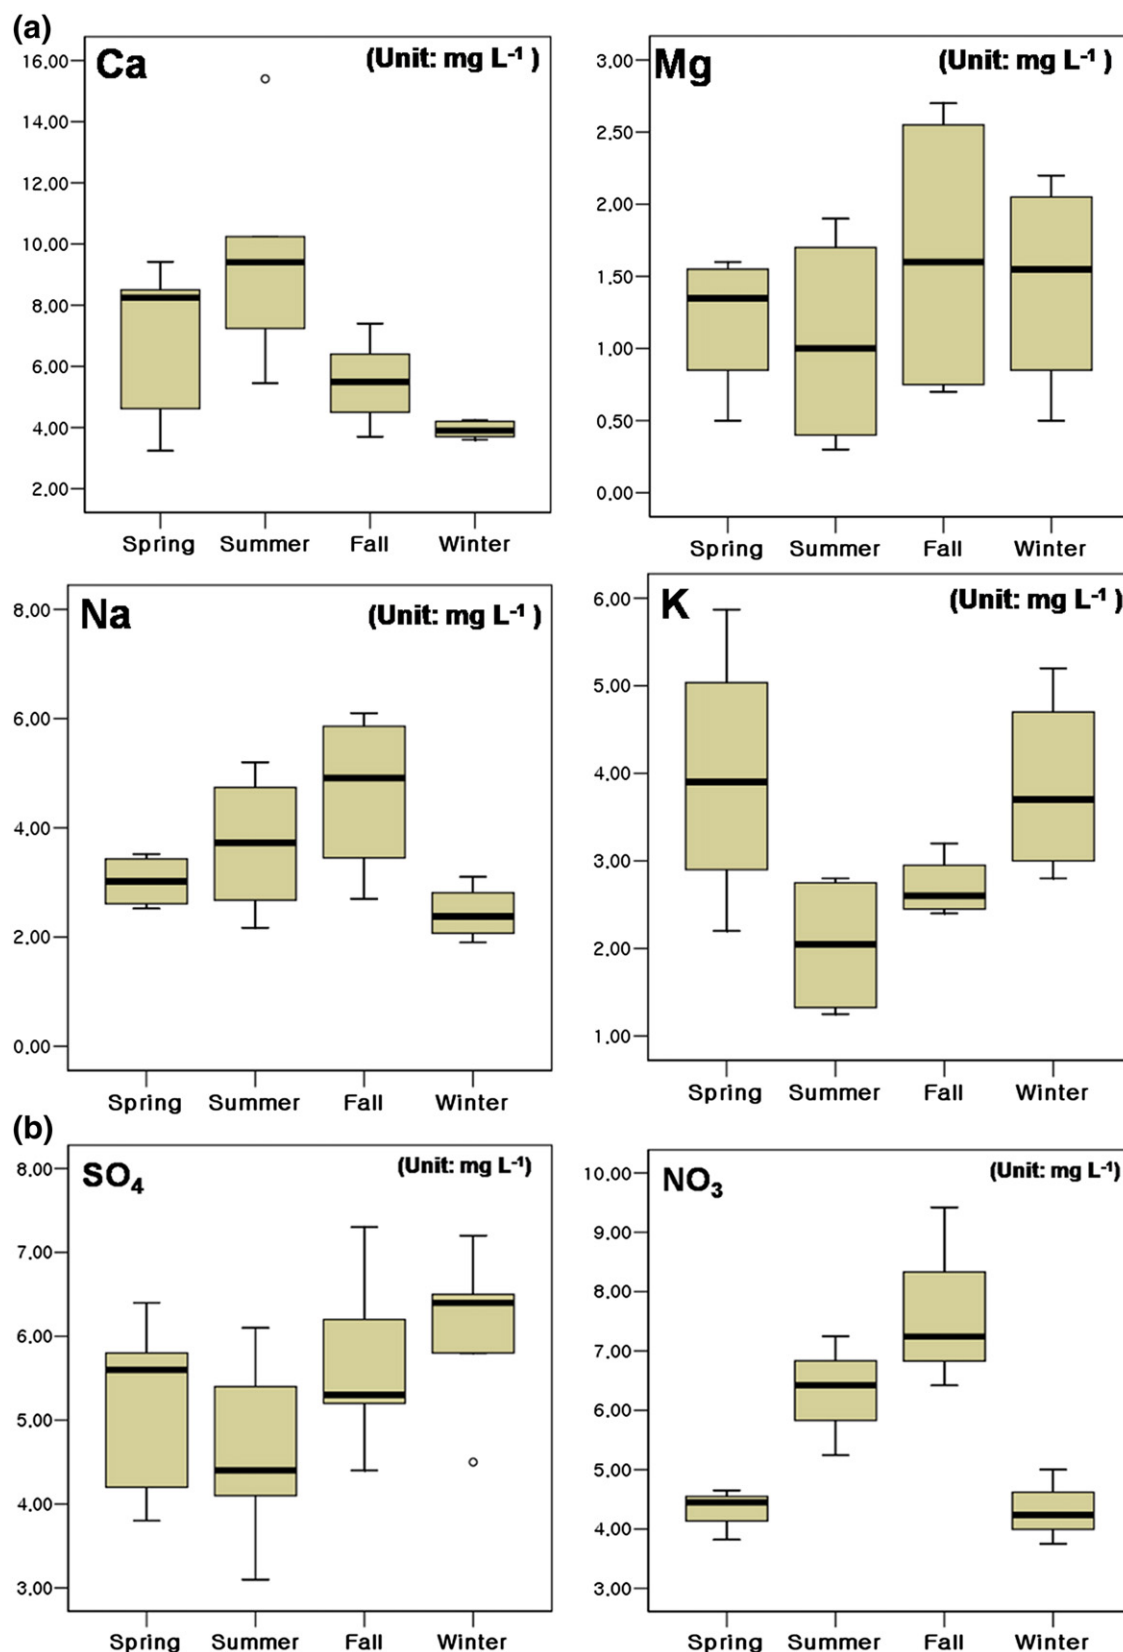 (a)
Ca (Unit: mg L⁻¹ )
16.00
14.00
12.00
10.00
8.00
6.00
4.00
2.00
Spring Summer Fall Winter
Mg (Unit: mg L⁻¹ )
3.00
2.50
2.00
1.50
1.00
0.50
0.00
Spring Summer Fall Winter
Na (Unit: mg L⁻¹ )
8.00
6.00
4.00
2.00
0.00
Spring Summer Fall Winter
K (Unit: mg L⁻¹ )
6.00
5.00
4.00
3.00
2.00
1.00
Spring Summer Fall Winter
(b)
SO₄ (Unit: mg L⁻¹)
8.00
7.00
6.00
5.00
4.00
3.00
Spring Summer Fall Winter
NO₃ (Unit: mg L⁻¹)
10.00
9.00
8.00
7.00
6.00
5.00
4.00
3.00
Spring Summer Fall Winter